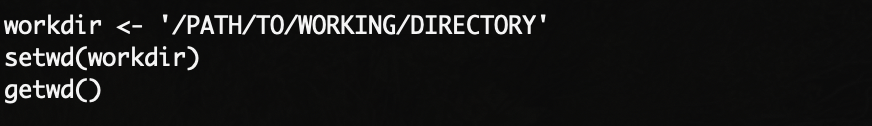 workdir <- '/PATH/TO/WORKING/DIRECTORY'
setwd(workdir)
getwd()